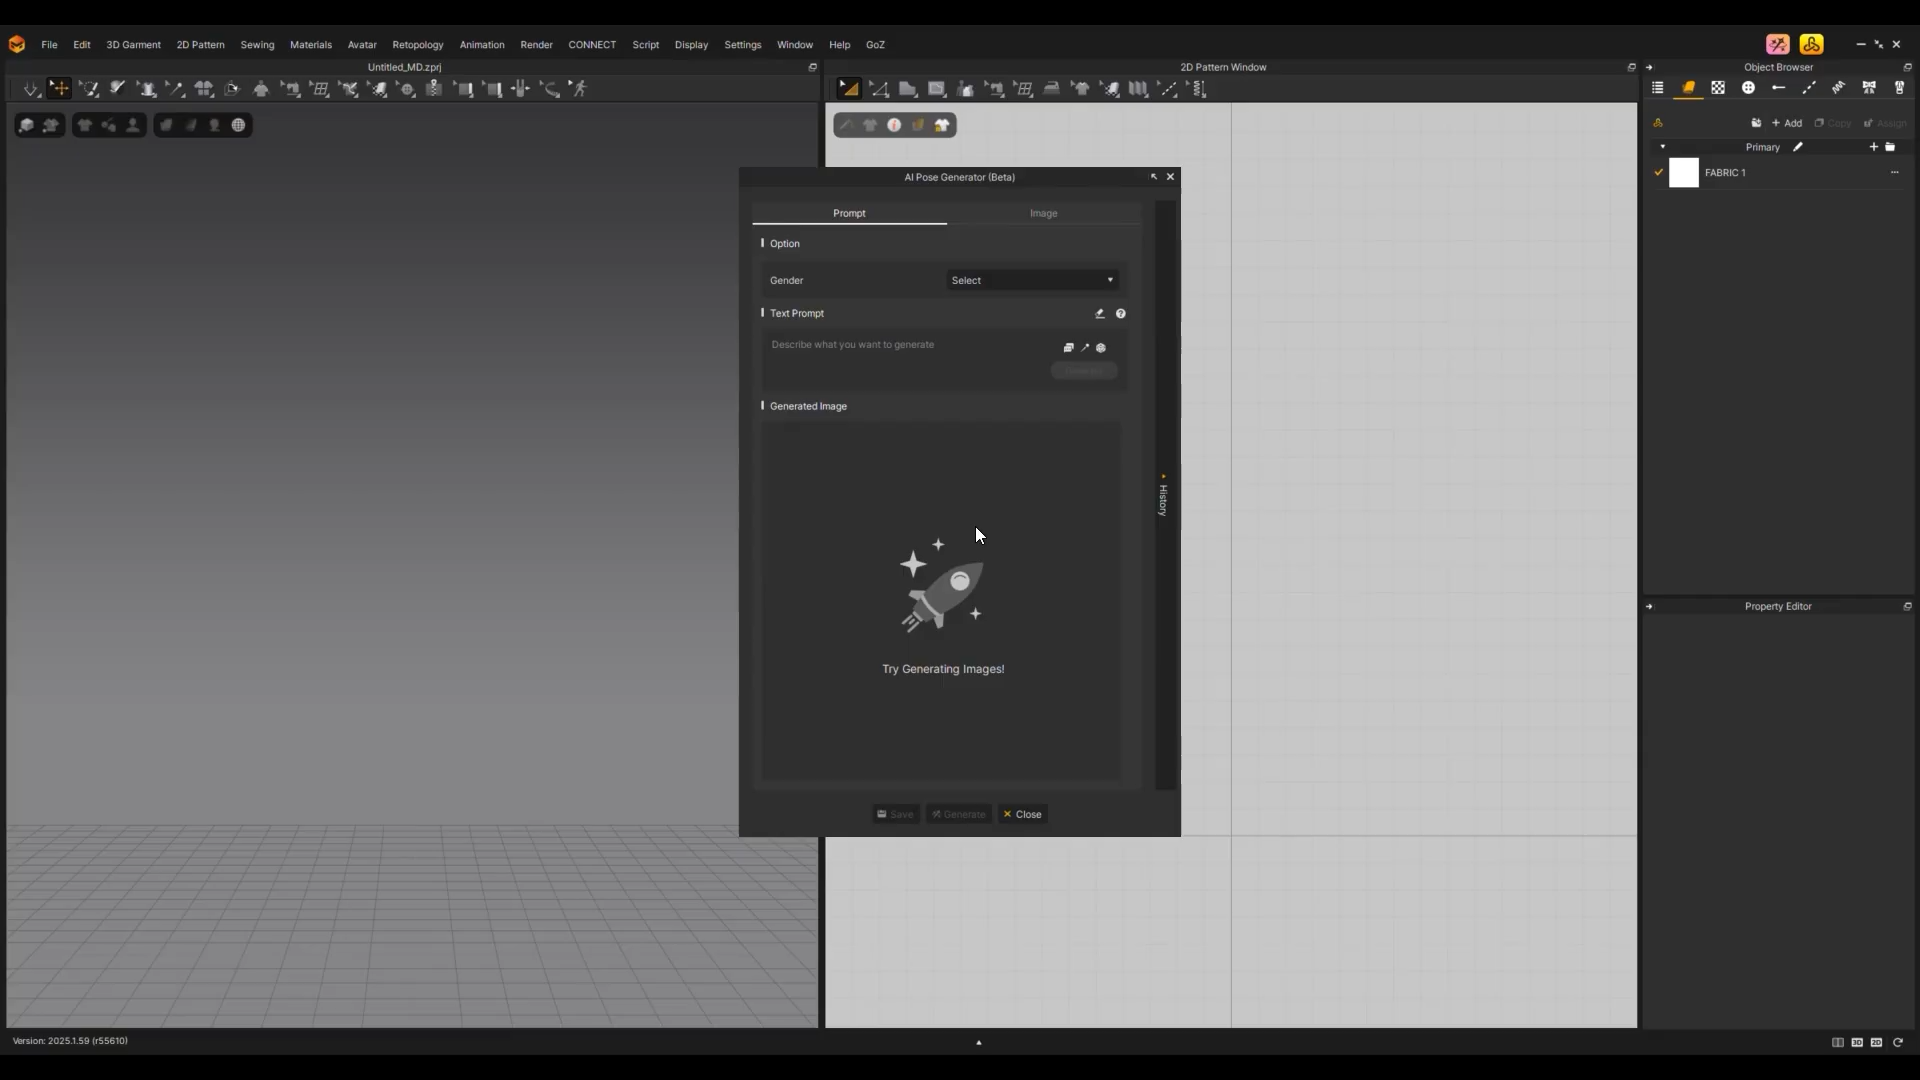 File Edit 3D Garment 2D Pattern Sewing Materials Avatar Retopology Animation Render CONNECT Script Display Settings Window Help GoZ
Untitled_MD.zprj
2D Pattern Window
Object Browser
+ Add Copy Assign
Primary
FABRIC 1
AI Pose Generator (Beta)
Prompt Image
Option
Gender Select
Text Prompt
Describe what you want to generate
Generated Image
History
Try Generating Images!
Save Generate Close
Property Editor
Version: 2025.1.59 (r55610)
3D 2D